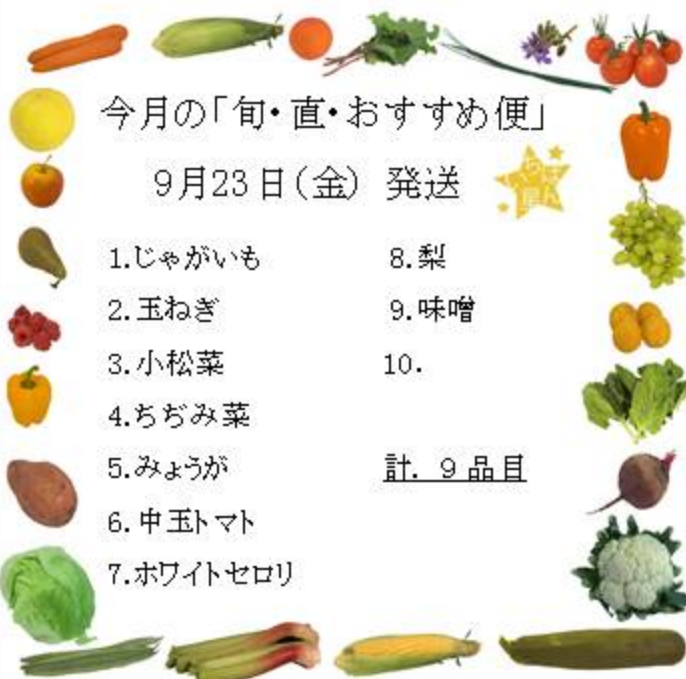 今月の「旬・直・おすすめ便」
9月23日(金) 発送
1.じゃがいも
2.玉ねぎ
3.小松菜
4.ちぢみ菜
5.みょうが
6.中玉トマト
7.ホワイトセロリ
8.梨
9.味噌
10.
計. 9品目